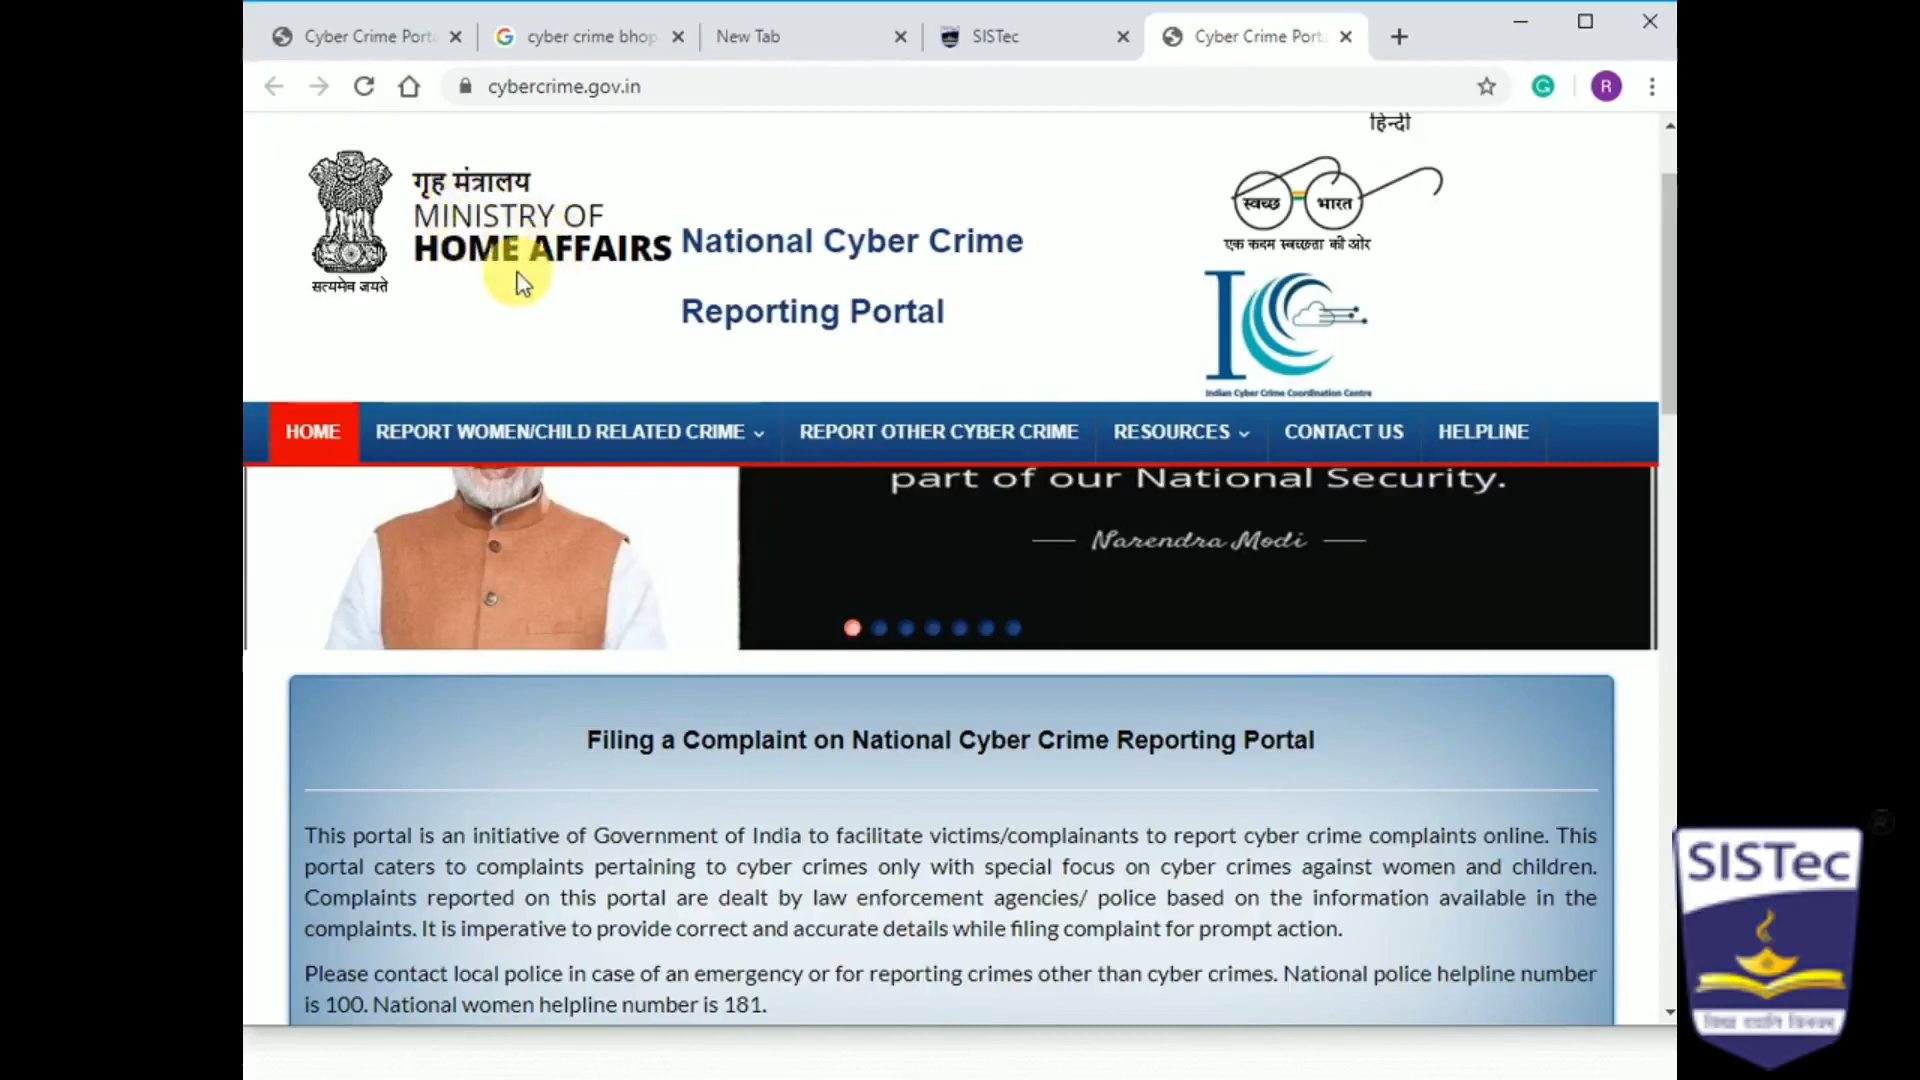 Cyber Crime Port
cyber crime bhop
New Tab
SISTec
Cyber Crime Port
cybercrime.gov.in
R
हिन्दी
गृह मंत्रालय
MINISTRY OF
HOME AFFAIRS
सत्यमेव जयते
National Cyber Crime
Reporting Portal
स्वच्छ भारत
एक कदम स्वच्छता की ओर
Indian Cyber Crime Coordination Centre
HOME REPORT WOMEN/CHILD RELATED CRIME REPORT OTHER CYBER CRIME RESOURCES CONTACT US HELPLINE
part of our National Security.
Narendra Modi
Filing a Complaint on National Cyber Crime Reporting Portal
This portal is an initiative of Government of India to facilitate victims/complainants to report cyber crime complaints online. This
portal caters to complaints pertaining to cyber crimes only with special focus on cyber crimes against women and children.
Complaints reported on this portal are dealt by law enforcement agencies/ police based on the information available in the
complaints. It is imperative to provide correct and accurate details while filing complaint for prompt action.
Please contact local police in case of an emergency or for reporting crimes other than cyber crimes. National police helpline number
is 100. National women helpline number is 181.
SISTec